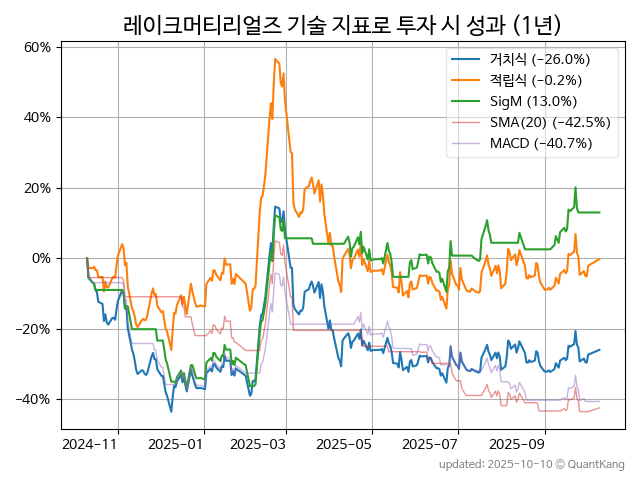 레이크머티리얼즈 기술 지표로 투자 시 성과 (1년)
60%
40%
20%
0%
−20%
−40%
거치식 (−26.0%)
적립식 (−0.2%)
SigM (13.0%)
SMA(20) (−42.5%)
MACD (−40.7%)
2024-11
2025-01
2025-03
2025-05
2025-07
2025-09
updated: 2025-10-10 © QuantKang